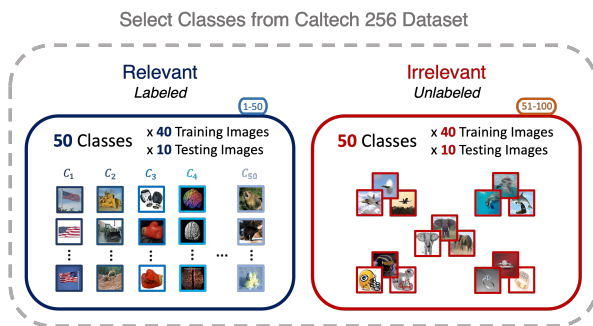 Select Classes from Caltech 256 Dataset
Relevant
Labeled
1-50
50 Classes
x 40 Training Images
x 10 Testing Images
C1 C2 C3 C4 C50
...
Irrelevant
Unlabeled
51-100
50 Classes
x 40 Training Images
x 10 Testing Images